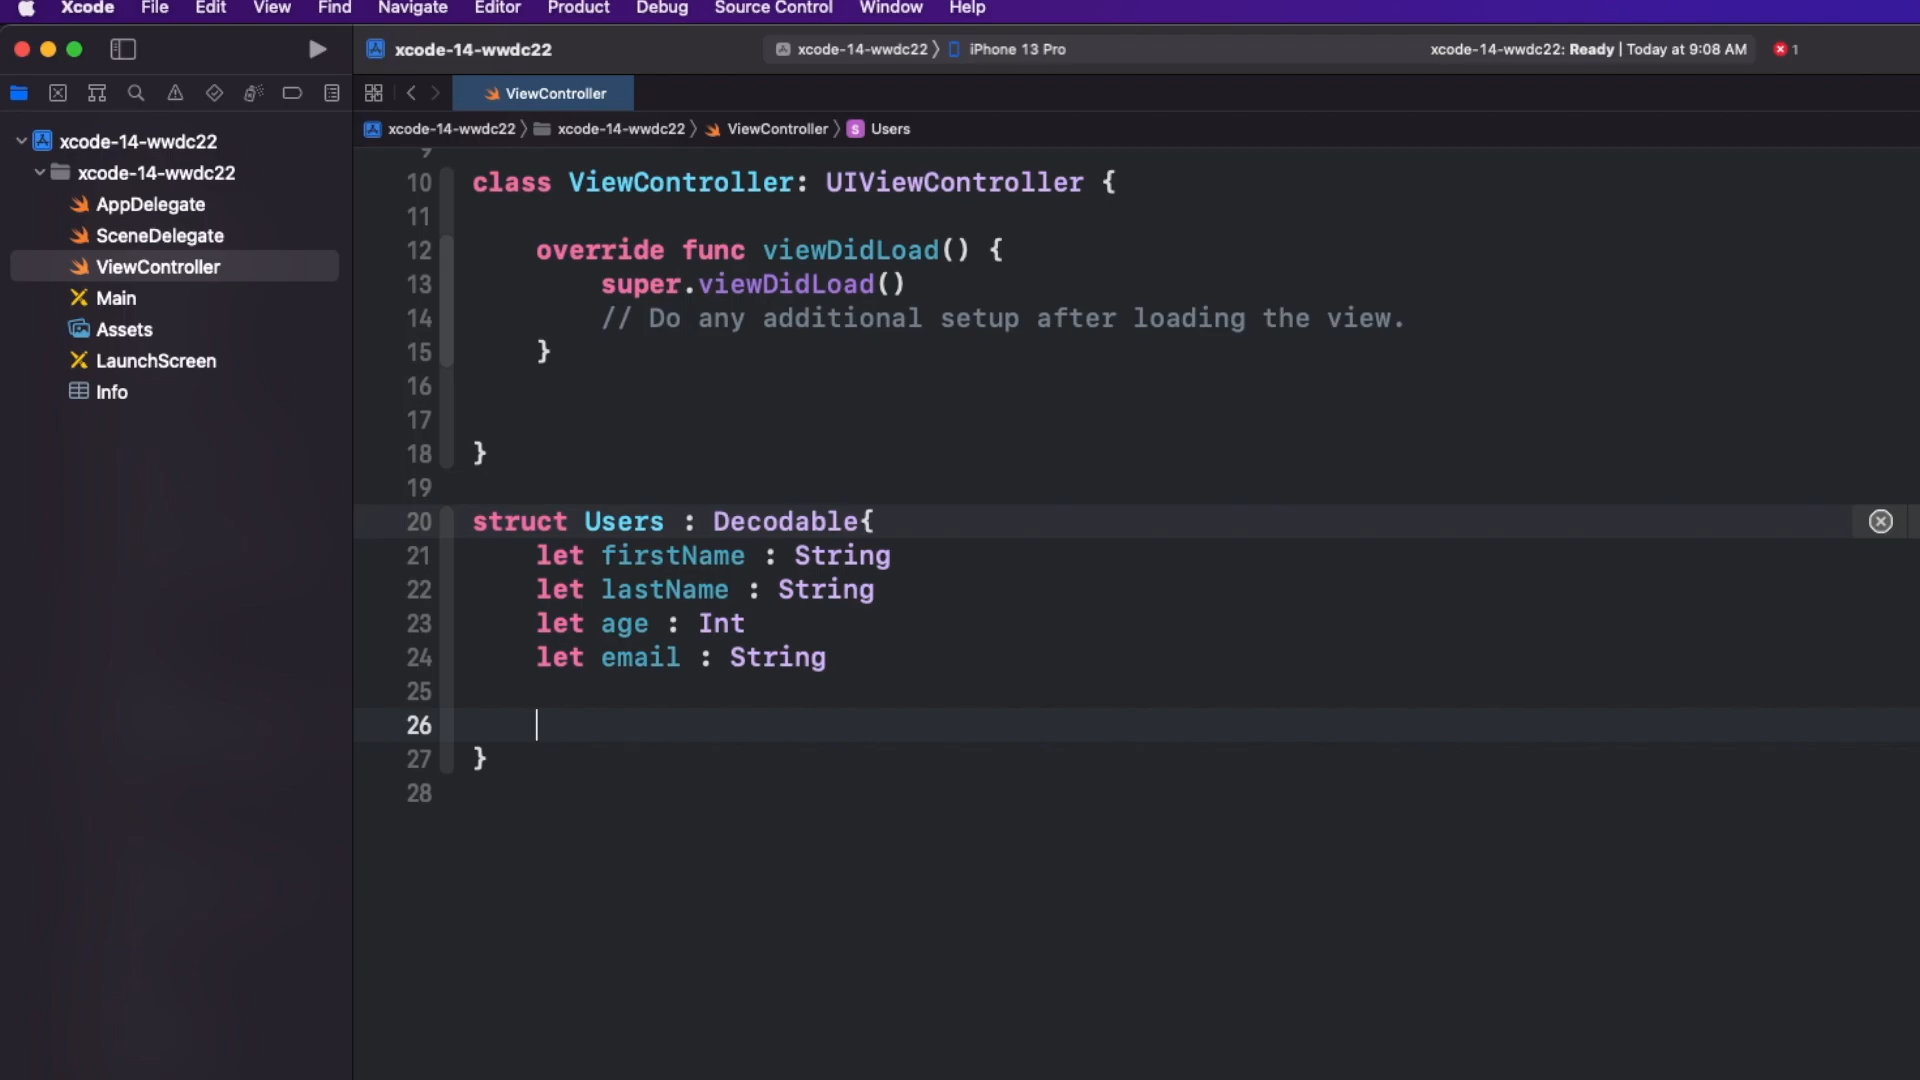 Xcode File Edit View Find Navigate Editor Product Debug Source Control Window Help
xcode-14-wwdc22 xcode-14-wwdc22 〉 iPhone 13 Pro xcode-14-wwdc22: Ready | Today at 9:08 AM 1
ViewController
xcode-14-wwdc22 〉 xcode-14-wwdc22 〉 ViewController 〉 S Users
xcode-14-wwdc22
xcode-14-wwdc22
AppDelegate
SceneDelegate
ViewController
Main
Assets
LaunchScreen
Info
9
10 class ViewController: UIViewController {
11
12 override func viewDidLoad() {
13 super.viewDidLoad()
14 // Do any additional setup after loading the view.
15 }
16
17
18 }
19
20 struct Users : Decodable{
21 let firstName : String
22 let lastName : String
23 let age : Int
24 let email : String
25
26
27 }
28